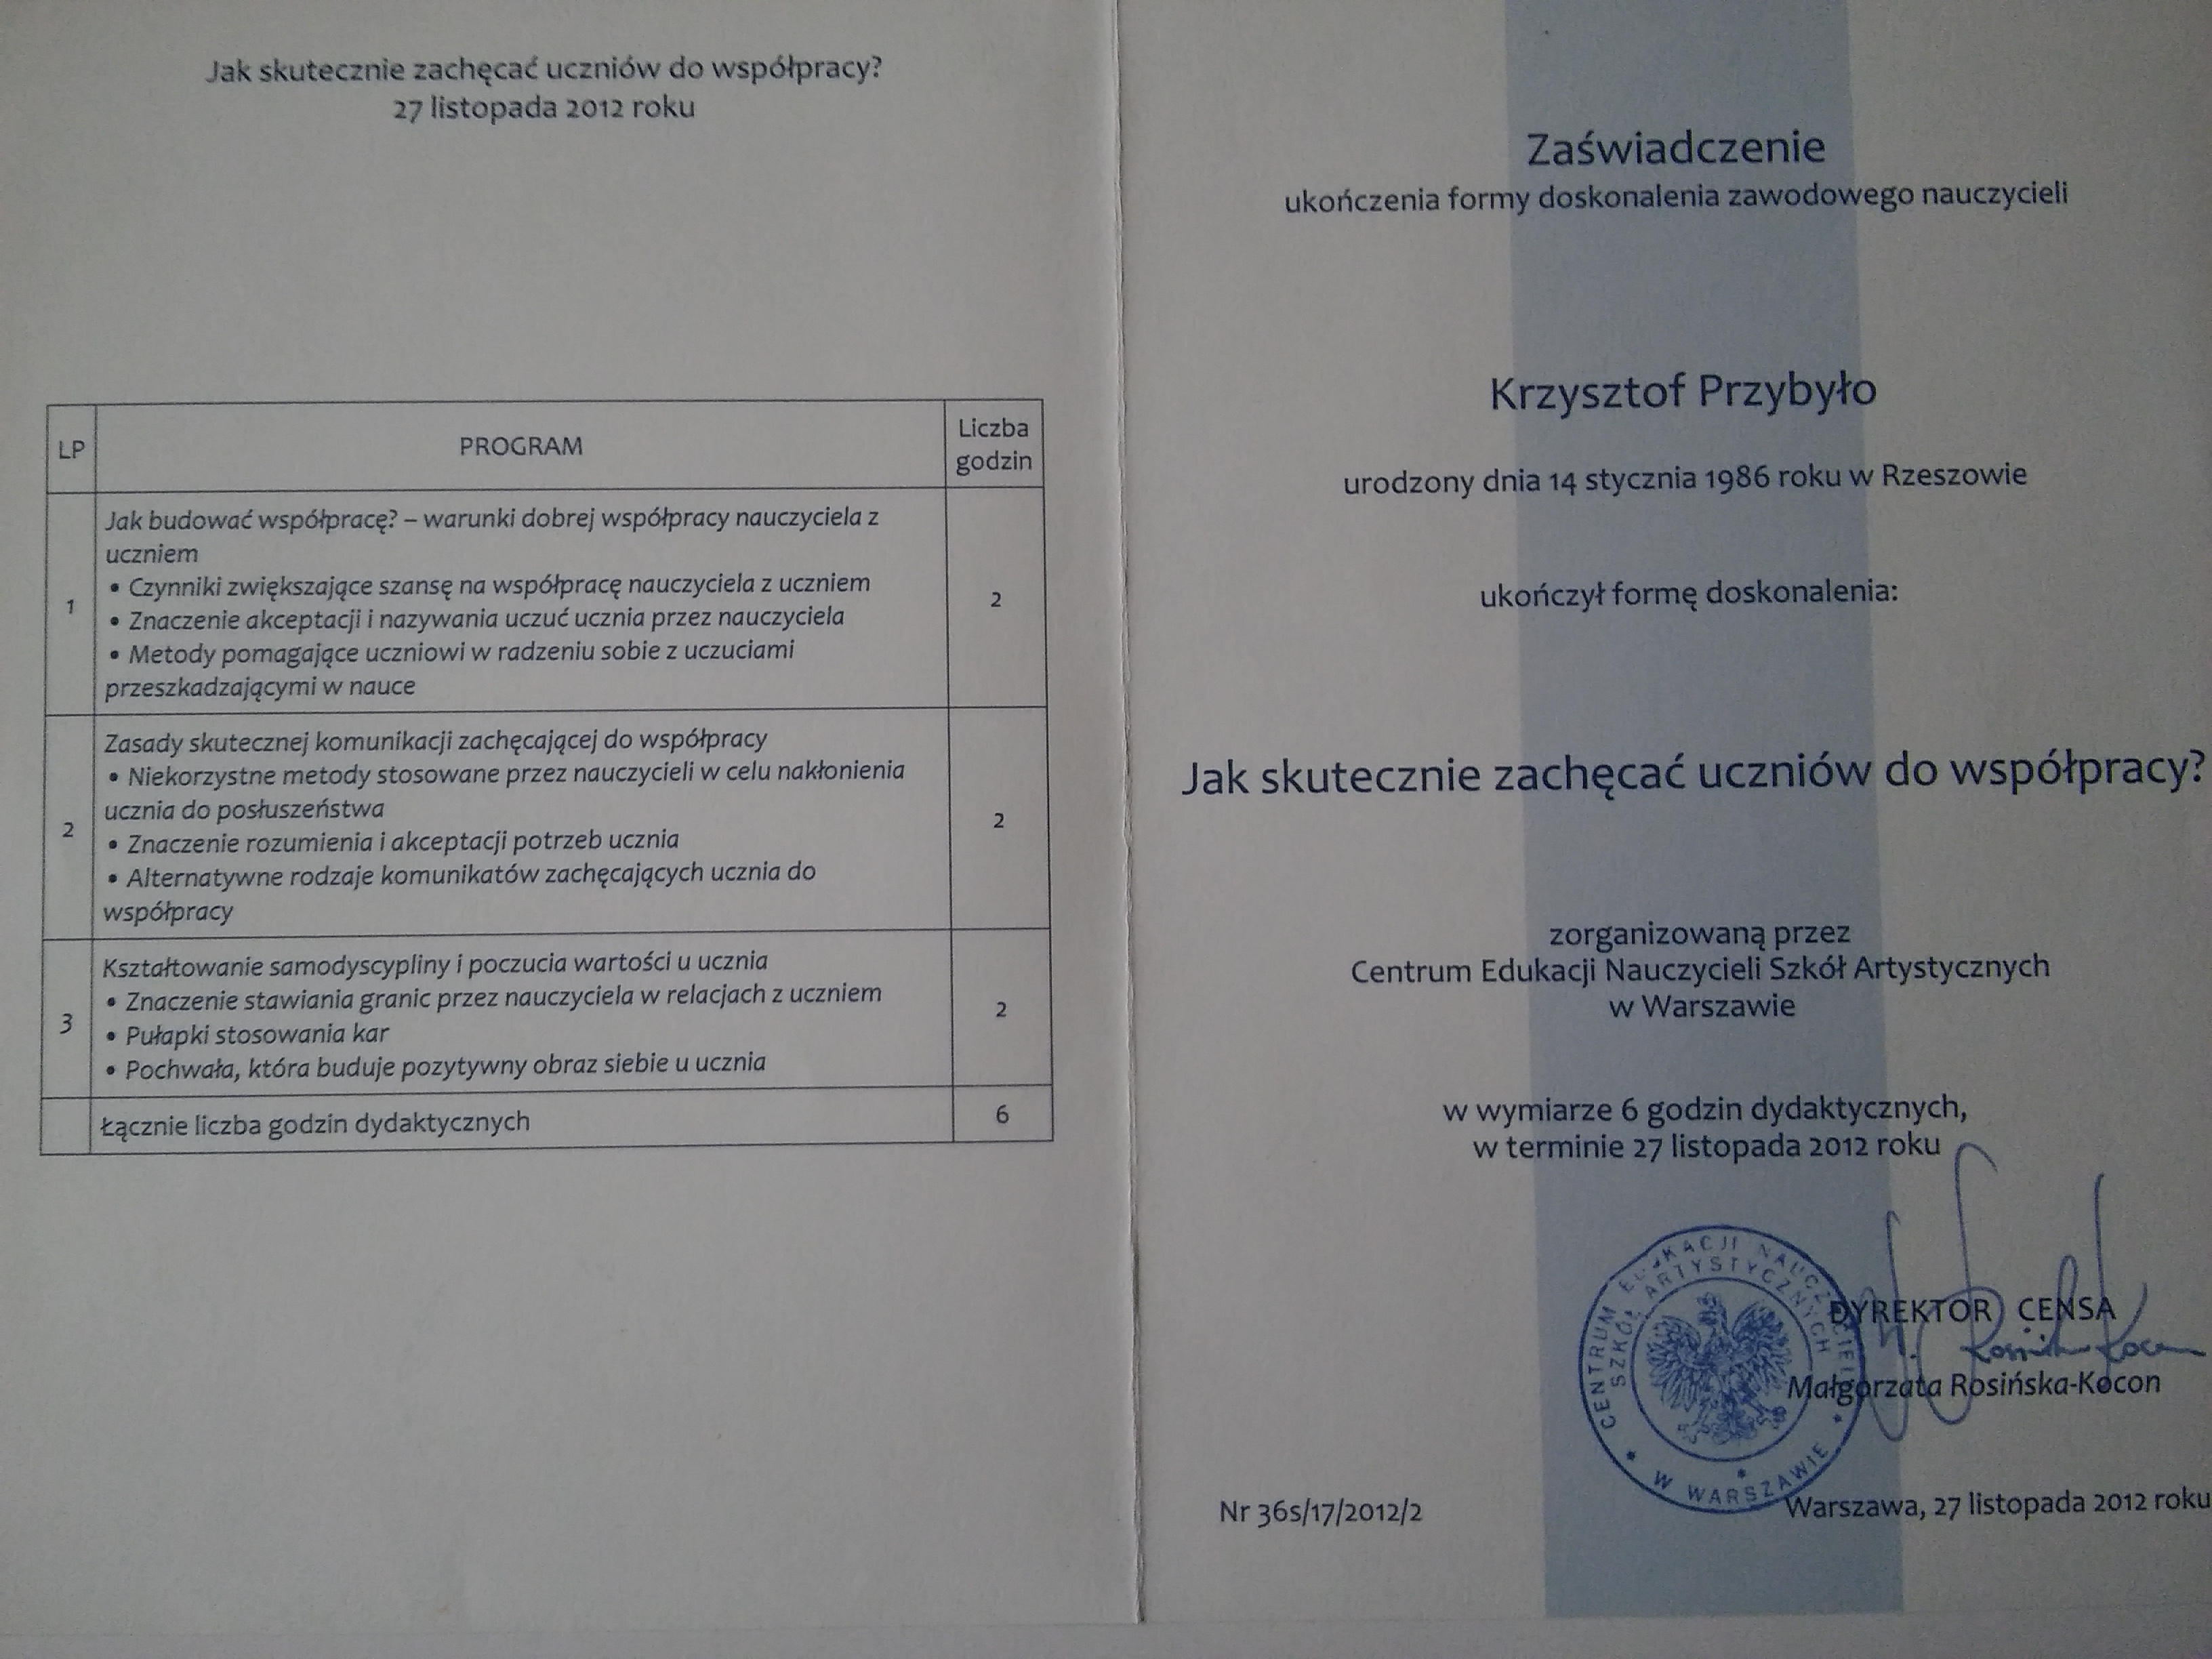 Jak skutecznie zachęcać uczniów do współpracy?
27 listopada 2012 roku
LP PROGRAM Liczba godzin
1 Jak budować współpracę? – warunki dobrej współpracy nauczyciela z
uczniem
• Czynniki zwiększające szansę na współpracę nauczyciela z uczniem
• Znaczenie akceptacji i nazywania uczuć ucznia przez nauczyciela
• Metody pomagające uczniowi w radzeniu sobie z uczuciami
przeszkadzającymi w nauce
2
2 Zasady skutecznej komunikacji zachęcającej do współpracy
• Niekorzystne metody stosowane przez nauczycieli w celu nakłonienia
ucznia do posłuszeństwa
• Znaczenie rozumienia i akceptacji potrzeb ucznia
• Alternatywne rodzaje komunikatów zachęcających ucznia do
współpracy
2
3 Kształtowanie samodyscypliny i poczucia wartości u ucznia
• Znaczenie stawiania granic przez nauczyciela w relacjach z uczniem
• Pułapki stosowania kar
• Pochwała, która buduje pozytywny obraz siebie u ucznia
2
Łącznie liczba godzin dydaktycznych 6
Zaświadczenie
ukończenia formy doskonalenia zawodowego nauczycieli
Krzysztof Przybyło
urodzony dnia 14 stycznia 1986 roku w Rzeszowie
ukończył formę doskonalenia:
Jak skutecznie zachęcać uczniów do współpracy?
zorganizowaną przez
Centrum Edukacji Nauczycieli Szkół Artystycznych
w Warszawie
w wymiarze 6 godzin dydaktycznych,
w terminie 27 listopada 2012 roku
CENTRUM EDUKACJI NAUCZYCIELI
SZKÓŁ ARTYSTYCZNYCH
* W WARSZAWIE *
DYREKTOR CENSA
Małgorzata Rosińska-Kocon
Nr 36s/17/2012/2
Warszawa, 27 listopada 2012 roku